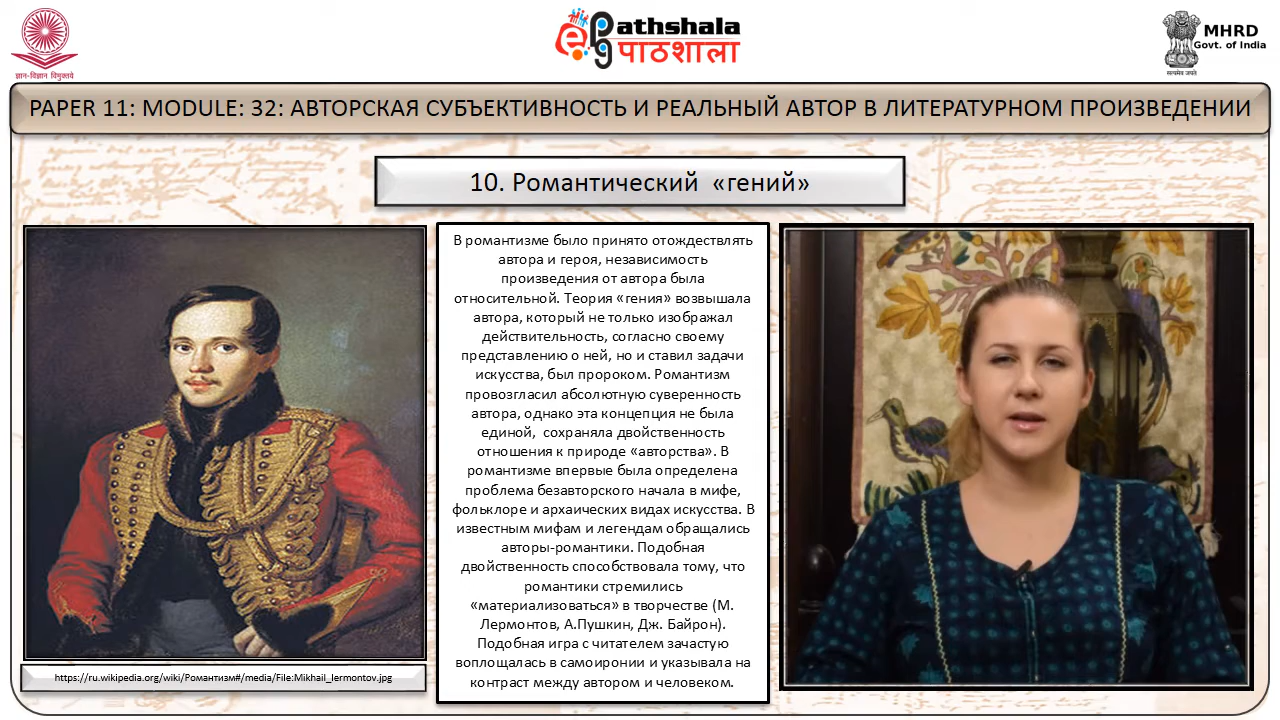 ज्ञान-विज्ञान विमुक्तये
ePg Pathshala
पाठशाला
MHRD
Govt. of India
सत्यमेव जयते
PAPER 11: MODULE: 32: АВТОРСКАЯ СУБЪЕКТИВНОСТЬ И РЕАЛЬНЫЙ АВТОР В ЛИТЕРАТУРНОМ ПРОИЗВЕДЕНИИ
10. Романтический «гений»
В романтизме было принято отождествлять
автора и героя, независимость
произведения от автора была
относительной. Теория «гения» возвышала
автора, который не только изображал
действительность, согласно своему
представлению о ней, но и ставил задачи
искусства, был пророком. Романтизм
провозгласил абсолютную суверенность
автора, однако эта концепция не была
единой, сохраняла двойственность
отношения к природе «авторства». В
романтизме впервые была определена
проблема безавторского начала в мифе,
фольклоре и архаических видах искусства. В
известным мифам и легендам обращались
авторы-романтики. Подобная
двойственность способствовала тому, что
романтики стремились
«материализоваться» в творчестве (М.
Лермонтов, А.Пушкин, Дж. Байрон).
Подобная игра с читателем зачастую
воплощалась в самоиронии и указывала на
контраст между автором и человеком.
https://ru.wikipedia.org/wiki/Романтизм#/media/File:Mikhail_lermontov.jpg